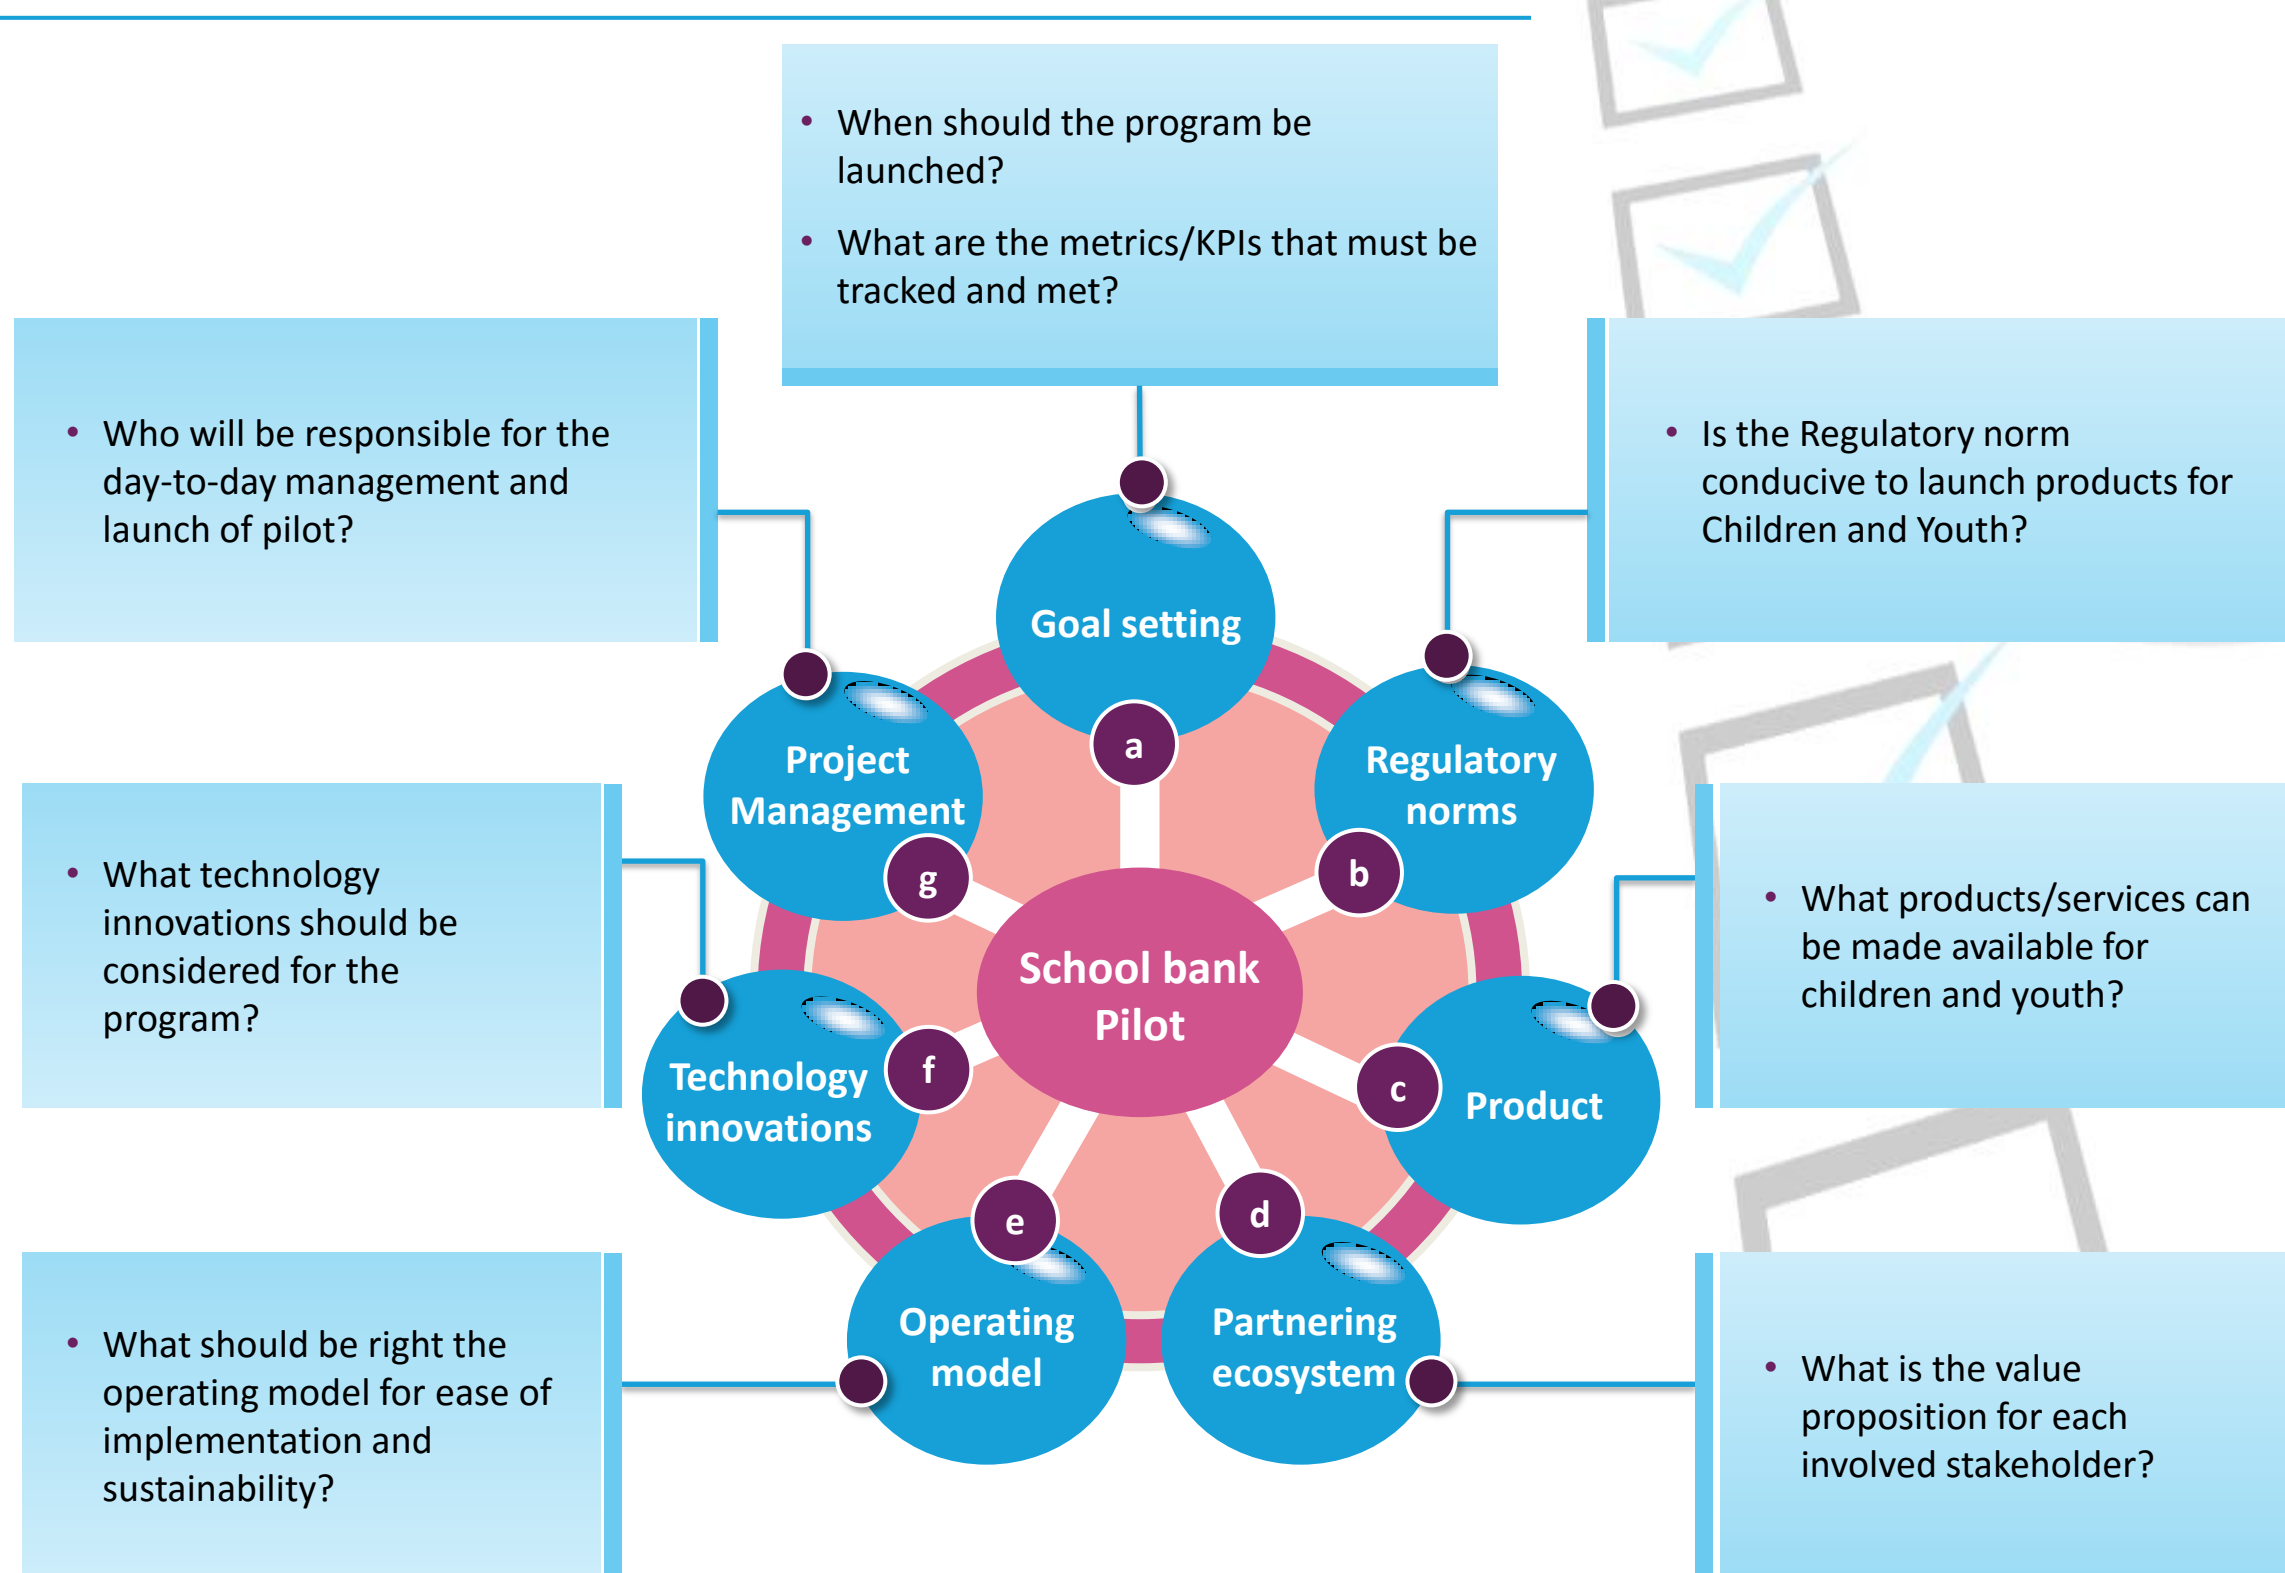 • When should the program be
launched?
• What are the metrics/KPIs that must be
tracked and met?
• Who will be responsible for the
day-to-day management and
launch of pilot?
• Is the Regulatory norm
conducive to launch products for
Children and Youth?
Goal setting
a
Regulatory
norms
b
Project
Management
g
School bank
Pilot
• What technology
innovations should be
considered for the
program?
• What products/services can
be made available for
children and youth?
Technology
innovations
f
c
Product
e
Operating
model
d
Partnering
ecosystem
• What should be right the
operating model for ease of
implementation and
sustainability?
• What is the value
proposition for each
involved stakeholder?